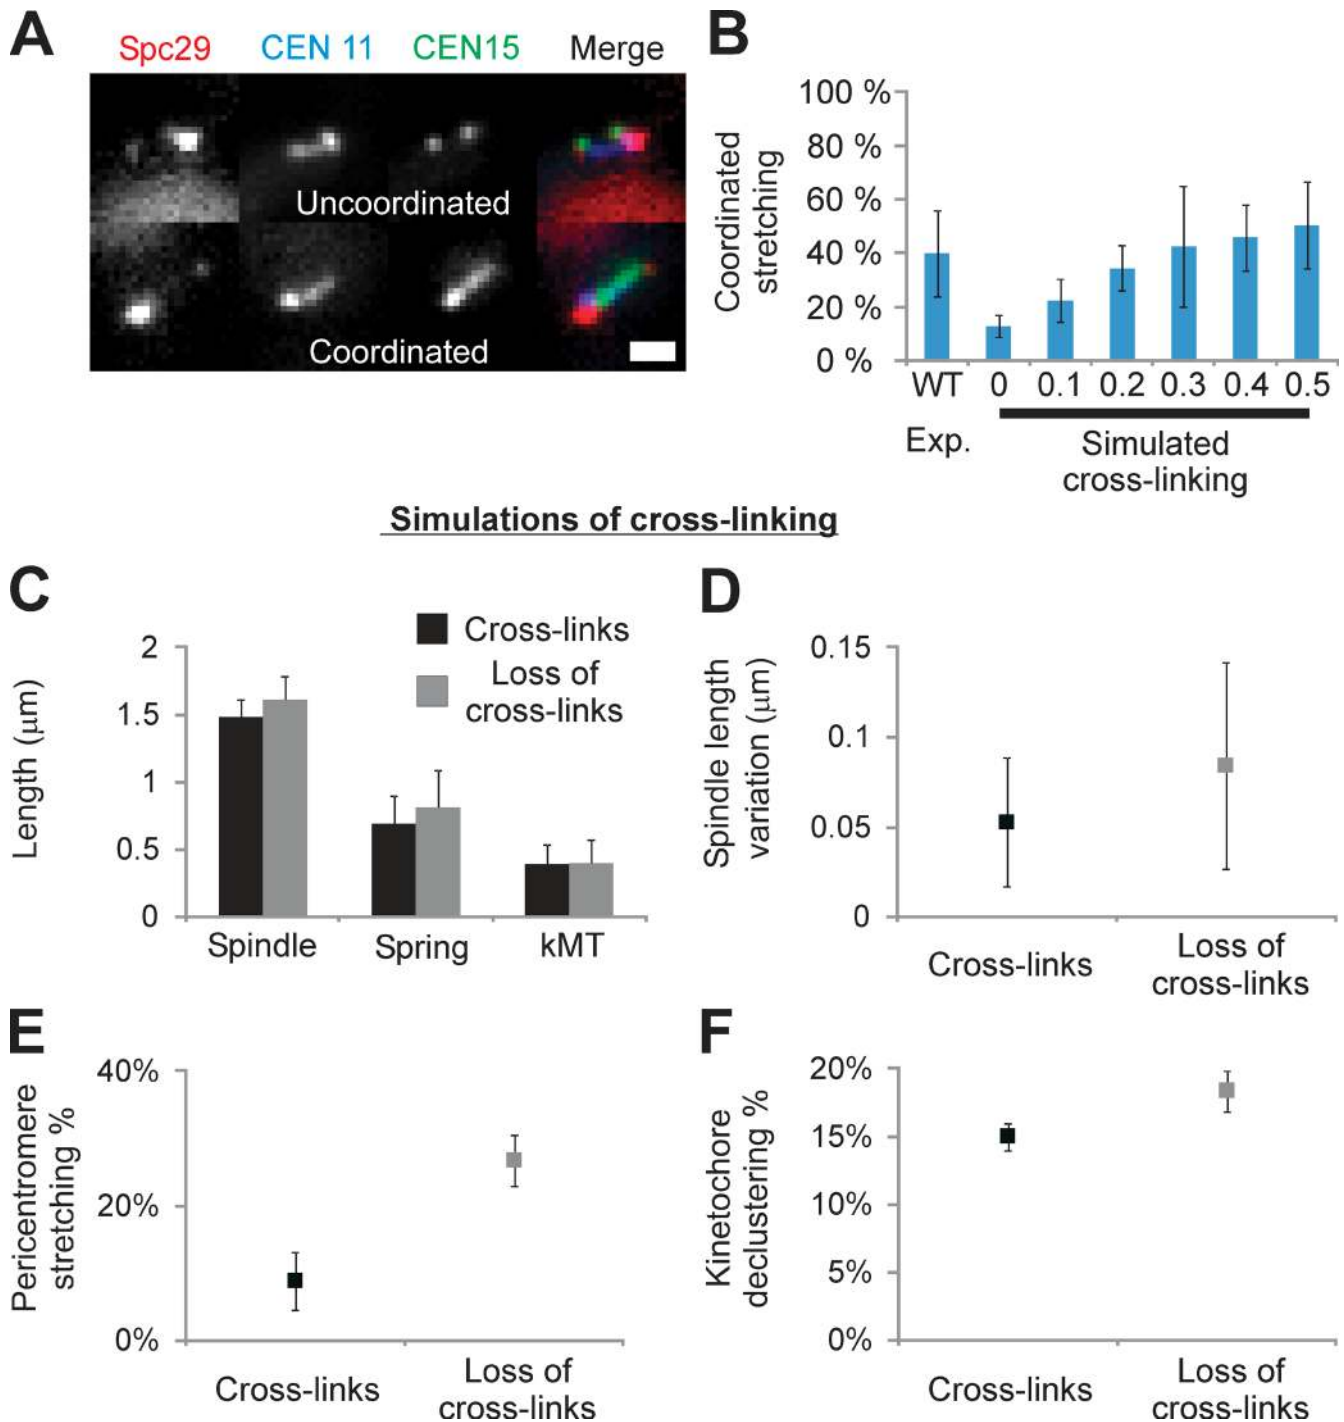 A
Spc29 CEN 11 CEN15 Merge
Uncoordinated
Coordinated
B
Coordinated
stretching
100 %
80 %
60 %
40 %
20 %
0 %
WT 0 0.1 0.2 0.3 0.4 0.5
Exp. Simulated
cross-linking
Simulations of cross-linking
C
Cross-links
Loss of
cross-links
Length (μm)
2
1.5
1
0.5
0
Spindle Spring kMT
D
Spindle length
variation (μm)
0.15
0.1
0.05
0
Cross-links Loss of
cross-links
E
Pericentromere
stretching %
40%
20%
0%
Cross-links Loss of
cross-links
F
Kinetochore
declustering %
20%
15%
10%
5%
0%
Cross-links Loss of
cross-links